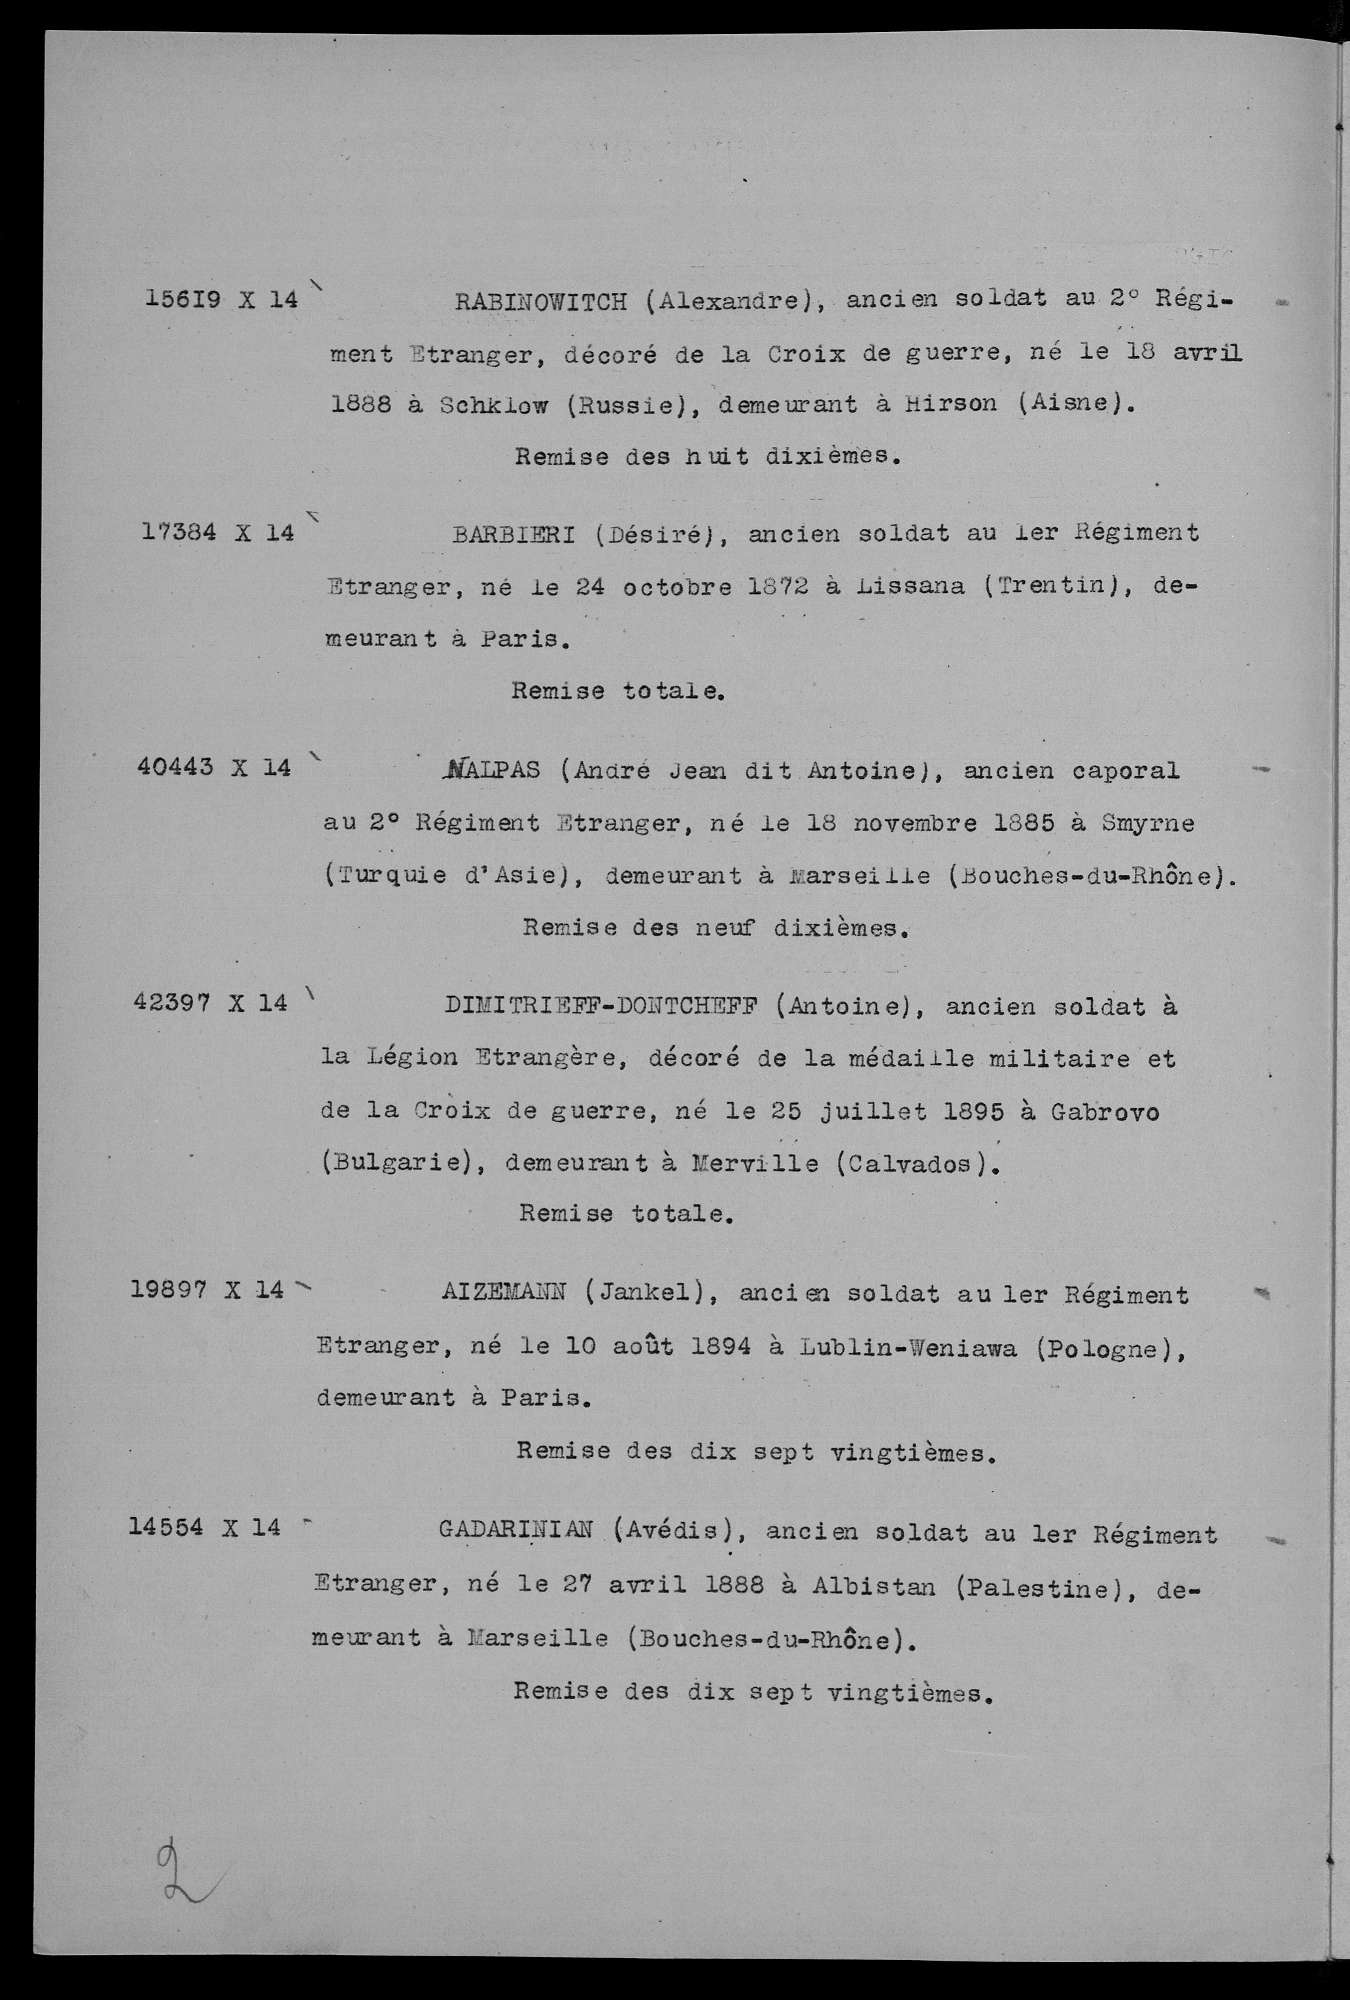 156I9 X 14 RABINOWITCH (Alexandre), ancien soldat au 2° Régi-
ment Etranger, décoré de la Croix de guerre, né le 18 avril
1888 à Schklow (Russie), demeurant à Hirson (Aisne).
Remise des huit dixièmes.
17384 X 14 BARBIERI (Désiré), ancien soldat au 1er Régiment
Etranger, né le 24 octobre 1872 à Lissana (Trentin), de-
meurant à Paris.
Remise totale.
40443 X 14 NALPAS (André Jean dit Antoine), ancien caporal
au 2° Régiment Etranger, né le 18 novembre 1885 à Smyrne
(Turquie d'Asie), demeurant à Marseille (Bouches-du-Rhône).
Remise des neuf dixièmes.
42397 X 14 DIMITRIEFF-DONTCHEFF (Antoine), ancien soldat à
la Légion Etrangère, décoré de la médaille militaire et
de la Croix de guerre, né le 25 juillet 1895 à Gabrovo
(Bulgarie), demeurant à Merville (Calvados).
Remise totale.
19897 X 14 AIZEMANN (Jankel), ancien soldat au 1er Régiment
Etranger, né le 10 août 1894 à Lublin-Weniawa (Pologne),
demeurant à Paris.
Remise des dix sept vingtièmes.
14554 X 14 GADARINIAN (Avédis), ancien soldat au 1er Régiment
Etranger, né le 27 avril 1888 à Albistan (Palestine), de-
meurant à Marseille (Bouches-du-Rhône).
Remise des dix sept vingtièmes.
2